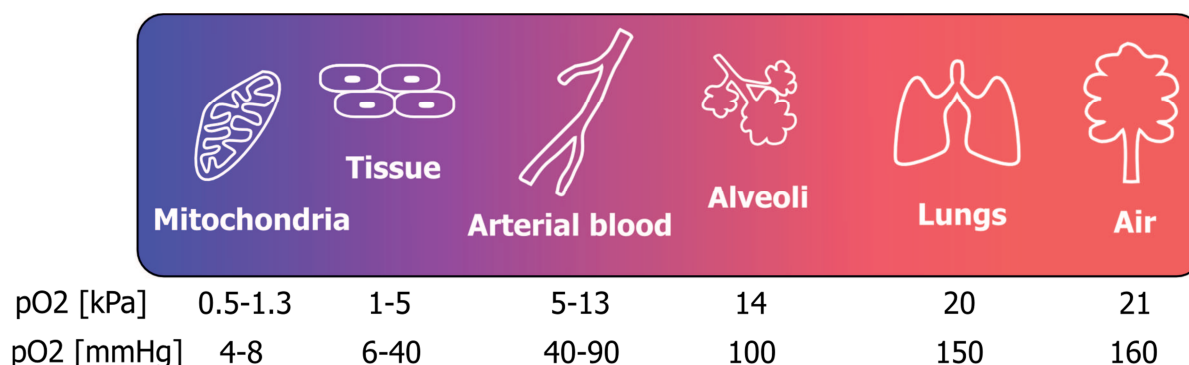 Mitochondria
Tissue
Arterial blood
Alveoli
Lungs
Air
pO2 [kPa] 0.5-1.3 1-5 5-13 14 20 21
pO2 [mmHg] 4-8 6-40 40-90 100 150 160